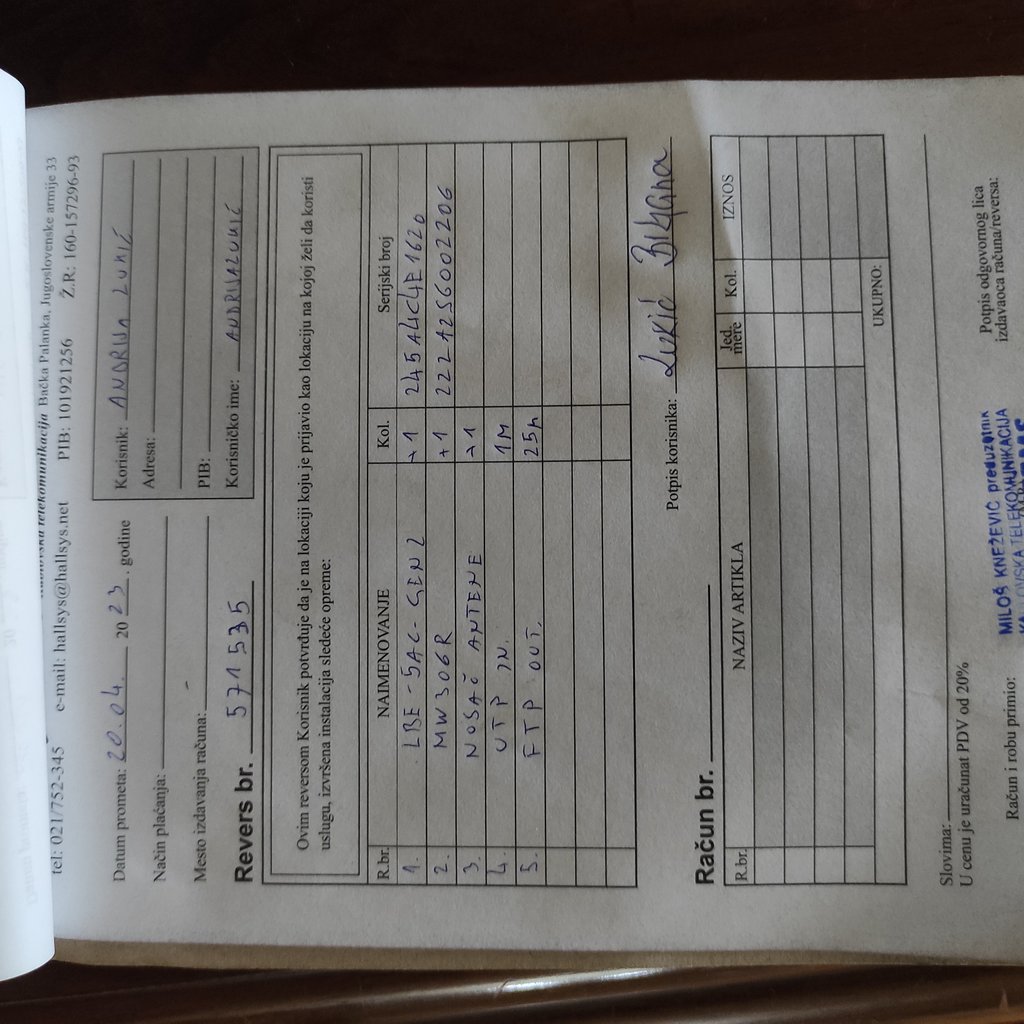 telekomunikacija Bačka Palanka, Jugoslovenske armije 33
tel: 021/752-345 e-mail: hallsys@hallsys.net PIB: 101921256 Ž.R: 160-157296-93
Datum prometa: 20.04. 2023. godine
Način plaćanja:
Mesto izdavanja računa: -
Revers br. 571535
Korisnik: ANDRIJA LUKIĆ
Adresa:
PIB:
Korisničko ime: ANDRIJALUKIĆ
Ovim reversom Korisnik potvrđuje da je na lokaciji koju je prijavio kao lokaciju na kojoj želi da koristi
uslugu, izvršena instalacija sledeće opreme:
R.br. NAIMENOVANJE Kol. Serijski broj
1. LBE-5AC-GEN2 +1 245A4C4E1620
2. MW306R +1 222A2S6002206
3. NOSAČ ANTENE +1
4. UTP IN. 1M
5. FTP OUT. 25m
Potpis korisnika: Lukić Biljana
Račun br.
R.br. NAZIV ARTIKLA Jed. mere Kol. IZNOS
UKUPNO:
Slovima:
U cenu je uračunat PDV od 20%
Račun i robu primio:
MILOŠ KNEŽEVIĆ preduzetnik
TELEKOMUNIKACIJA
Potpis odgovornog lica
izdavaoca računa/reversa: